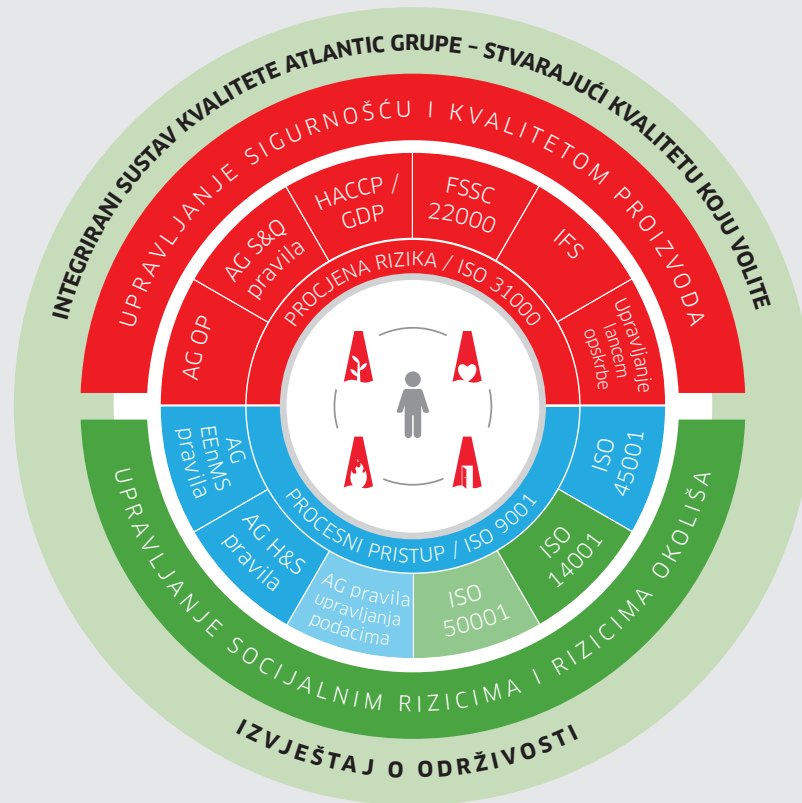 INTEGRIRANI SUSTAV KVALITETE ATLANTIC GRUPE – STVARAJUĆI KVALITETU KOJU VOLITE
UPRAVLJANJE SIGURNOŠĆU I KVALITETOM PROIZVODA
AG OP
AG S&Q
pravila
HACCP /
GDP
FSSC
22000
IFS
Upravljanje
lancem
opskrbe
PROCJENA RIZIKA / ISO 31000
PROCESNI PRISTUP / ISO 9001
AG
EEnMS
pravila
AG H&S
pravila
AG pravila
upravljanja
podacima
ISO
50001
ISO
14001
ISO
45001
UPRAVLJANJE SOCIJALNIM RIZICIMA I RIZICIMA OKOLIŠA
IZVJEŠTAJ O ODRŽIVOSTI